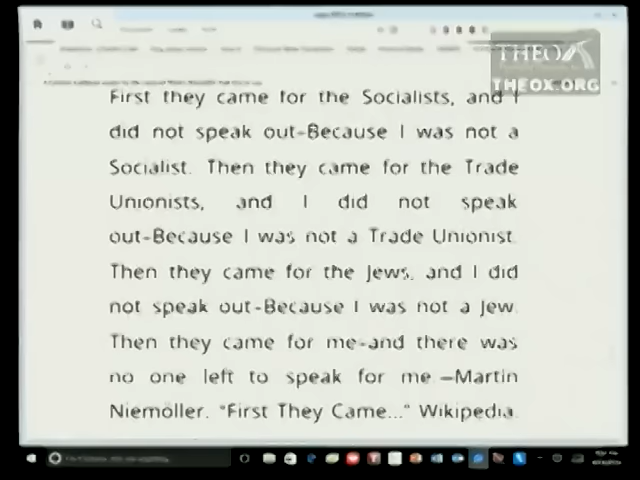 THEOX
THEOX.ORG
First they came for the Socialists, and I
did not speak out-Because I was not a
Socialist. Then they came for the Trade
Unionists, and I did not speak
out-Because I was not a Trade Unionist.
Then they came for the Jews, and I did
not speak out-Because I was not a Jew.
Then they came for me-and there was
no one left to speak for me.—Martin
Niemöller. "First They Came..." Wikipedia.